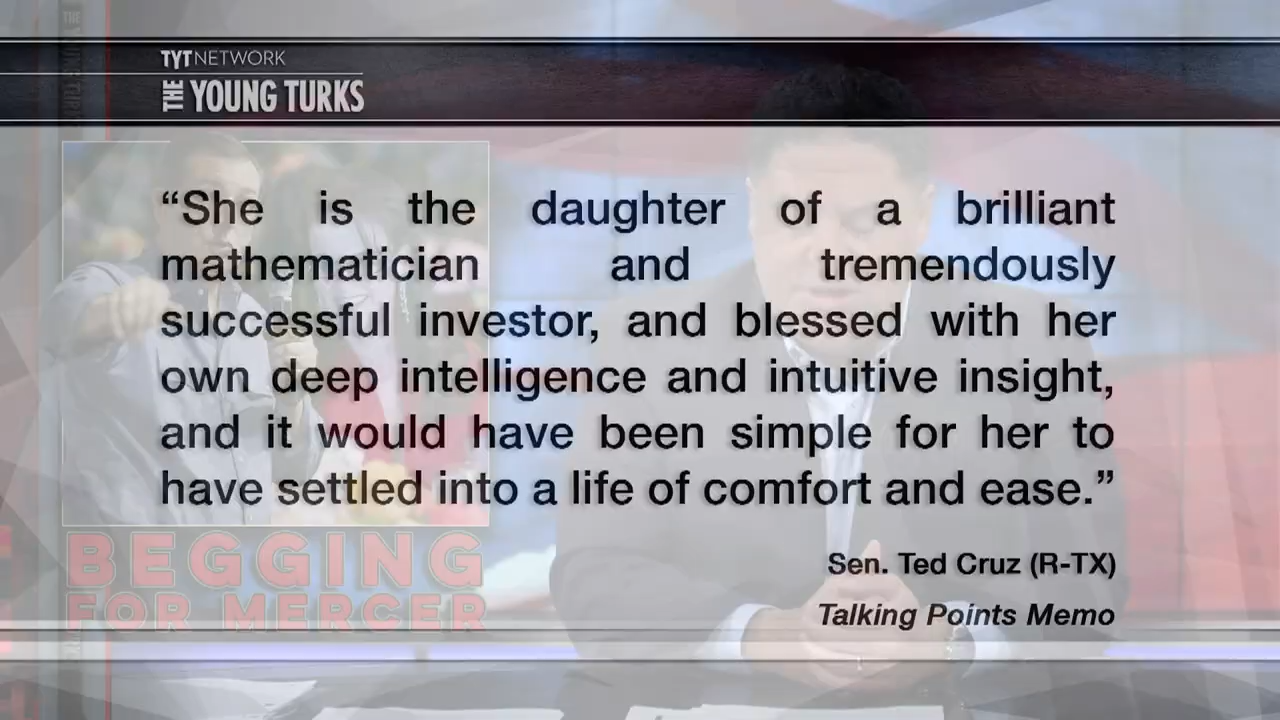 TYT NETWORK
THE YOUNG TURKS
“She is the daughter of a brilliant
mathematician and tremendously
successful investor, and blessed with her
own deep intelligence and intuitive insight,
and it would have been simple for her to
have settled into a life of comfort and ease.”
Sen. Ted Cruz (R-TX)
Talking Points Memo
BEGGING
FOR MERCER